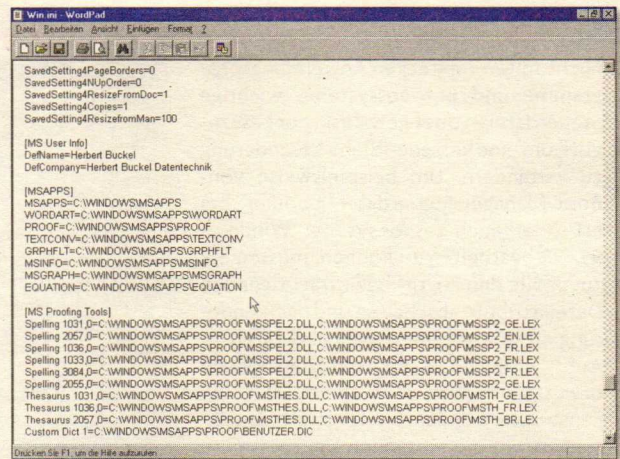 Win.ini - WordPad
Datei Bearbeiten Ansicht Einfügen Format ?
SavedSetting4PageBorders=0
SavedSetting4NUpOrder=0
SavedSetting4ResizeFromDoc=1
SavedSetting4Copies=1
SavedSetting4ResizefromMan=100
[MS User Info]
DefName=Herbert Buckel
DefCompany=Herbert Buckel Datentechnik
[MSAPPS]
MSAPPS=C:\WINDOWS\MSAPPS
WORDART=C:\WINDOWS\MSAPPS\WORDART
PROOF=C:\WINDOWS\MSAPPS\PROOF
TEXTCONV=C:\WINDOWS\MSAPPS\TEXTCONV
GRPHFLT=C:\WINDOWS\MSAPPS\GRPHFLT
MSINFO=C:\WINDOWS\MSAPPS\MSINFO
MSGRAPH=C:\WINDOWS\MSAPPS\MSGRAPH
EQUATION=C:\WINDOWS\MSAPPS\EQUATION
[MS Proofing Tools]
Spelling 1031,0=C:\WINDOWS\MSAPPS\PROOF\MSSPEL2.DLL,C:\WINDOWS\MSAPPS\PROOF\MSSP2_GE.LEX
Spelling 2057,0=C:\WINDOWS\MSAPPS\PROOF\MSSPEL2.DLL,C:\WINDOWS\MSAPPS\PROOF\MSSP2_EN.LEX
Spelling 1036,0=C:\WINDOWS\MSAPPS\PROOF\MSSPEL2.DLL,C:\WINDOWS\MSAPPS\PROOF\MSSP2_FR.LEX
Spelling 1033,0=C:\WINDOWS\MSAPPS\PROOF\MSSPEL2.DLL,C:\WINDOWS\MSAPPS\PROOF\MSSP2_EN.LEX
Spelling 3084,0=C:\WINDOWS\MSAPPS\PROOF\MSSPEL2.DLL,C:\WINDOWS\MSAPPS\PROOF\MSSP2_FR.LEX
Spelling 2055,0=C:\WINDOWS\MSAPPS\PROOF\MSSPEL2.DLL,C:\WINDOWS\MSAPPS\PROOF\MSSP2_GE.LEX
Thesaurus 1031,0=C:\WINDOWS\MSAPPS\PROOF\MSTHES.DLL,C:\WINDOWS\MSAPPS\PROOF\MSTH_GE.LEX
Thesaurus 1036,0=C:\WINDOWS\MSAPPS\PROOF\MSTHES.DLL,C:\WINDOWS\MSAPPS\PROOF\MSTH_FR.LEX
Thesaurus 2057,0=C:\WINDOWS\MSAPPS\PROOF\MSTHES.DLL,C:\WINDOWS\MSAPPS\PROOF\MSTH_BR.LEX
Custom Dict 1=C:\WINDOWS\MSAPPS\PROOF\BENUTZER.DIC
Drücken Sie F1, um die Hilfe aufzurufen